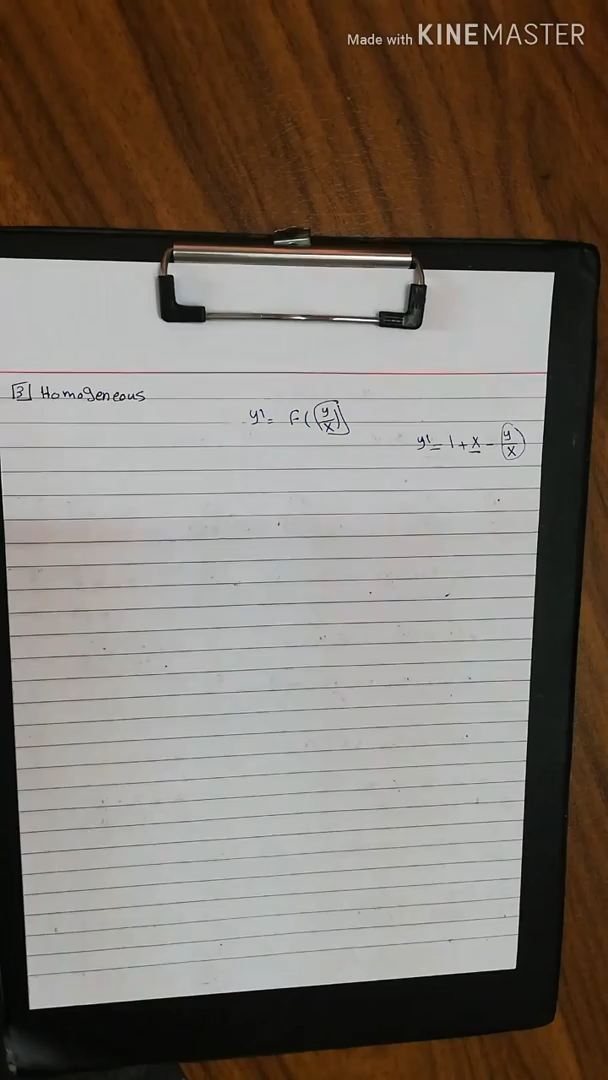 Made with KINEMASTER
[3] Homogeneous
y' = F(y/x)
y' = 1 + x - y/x